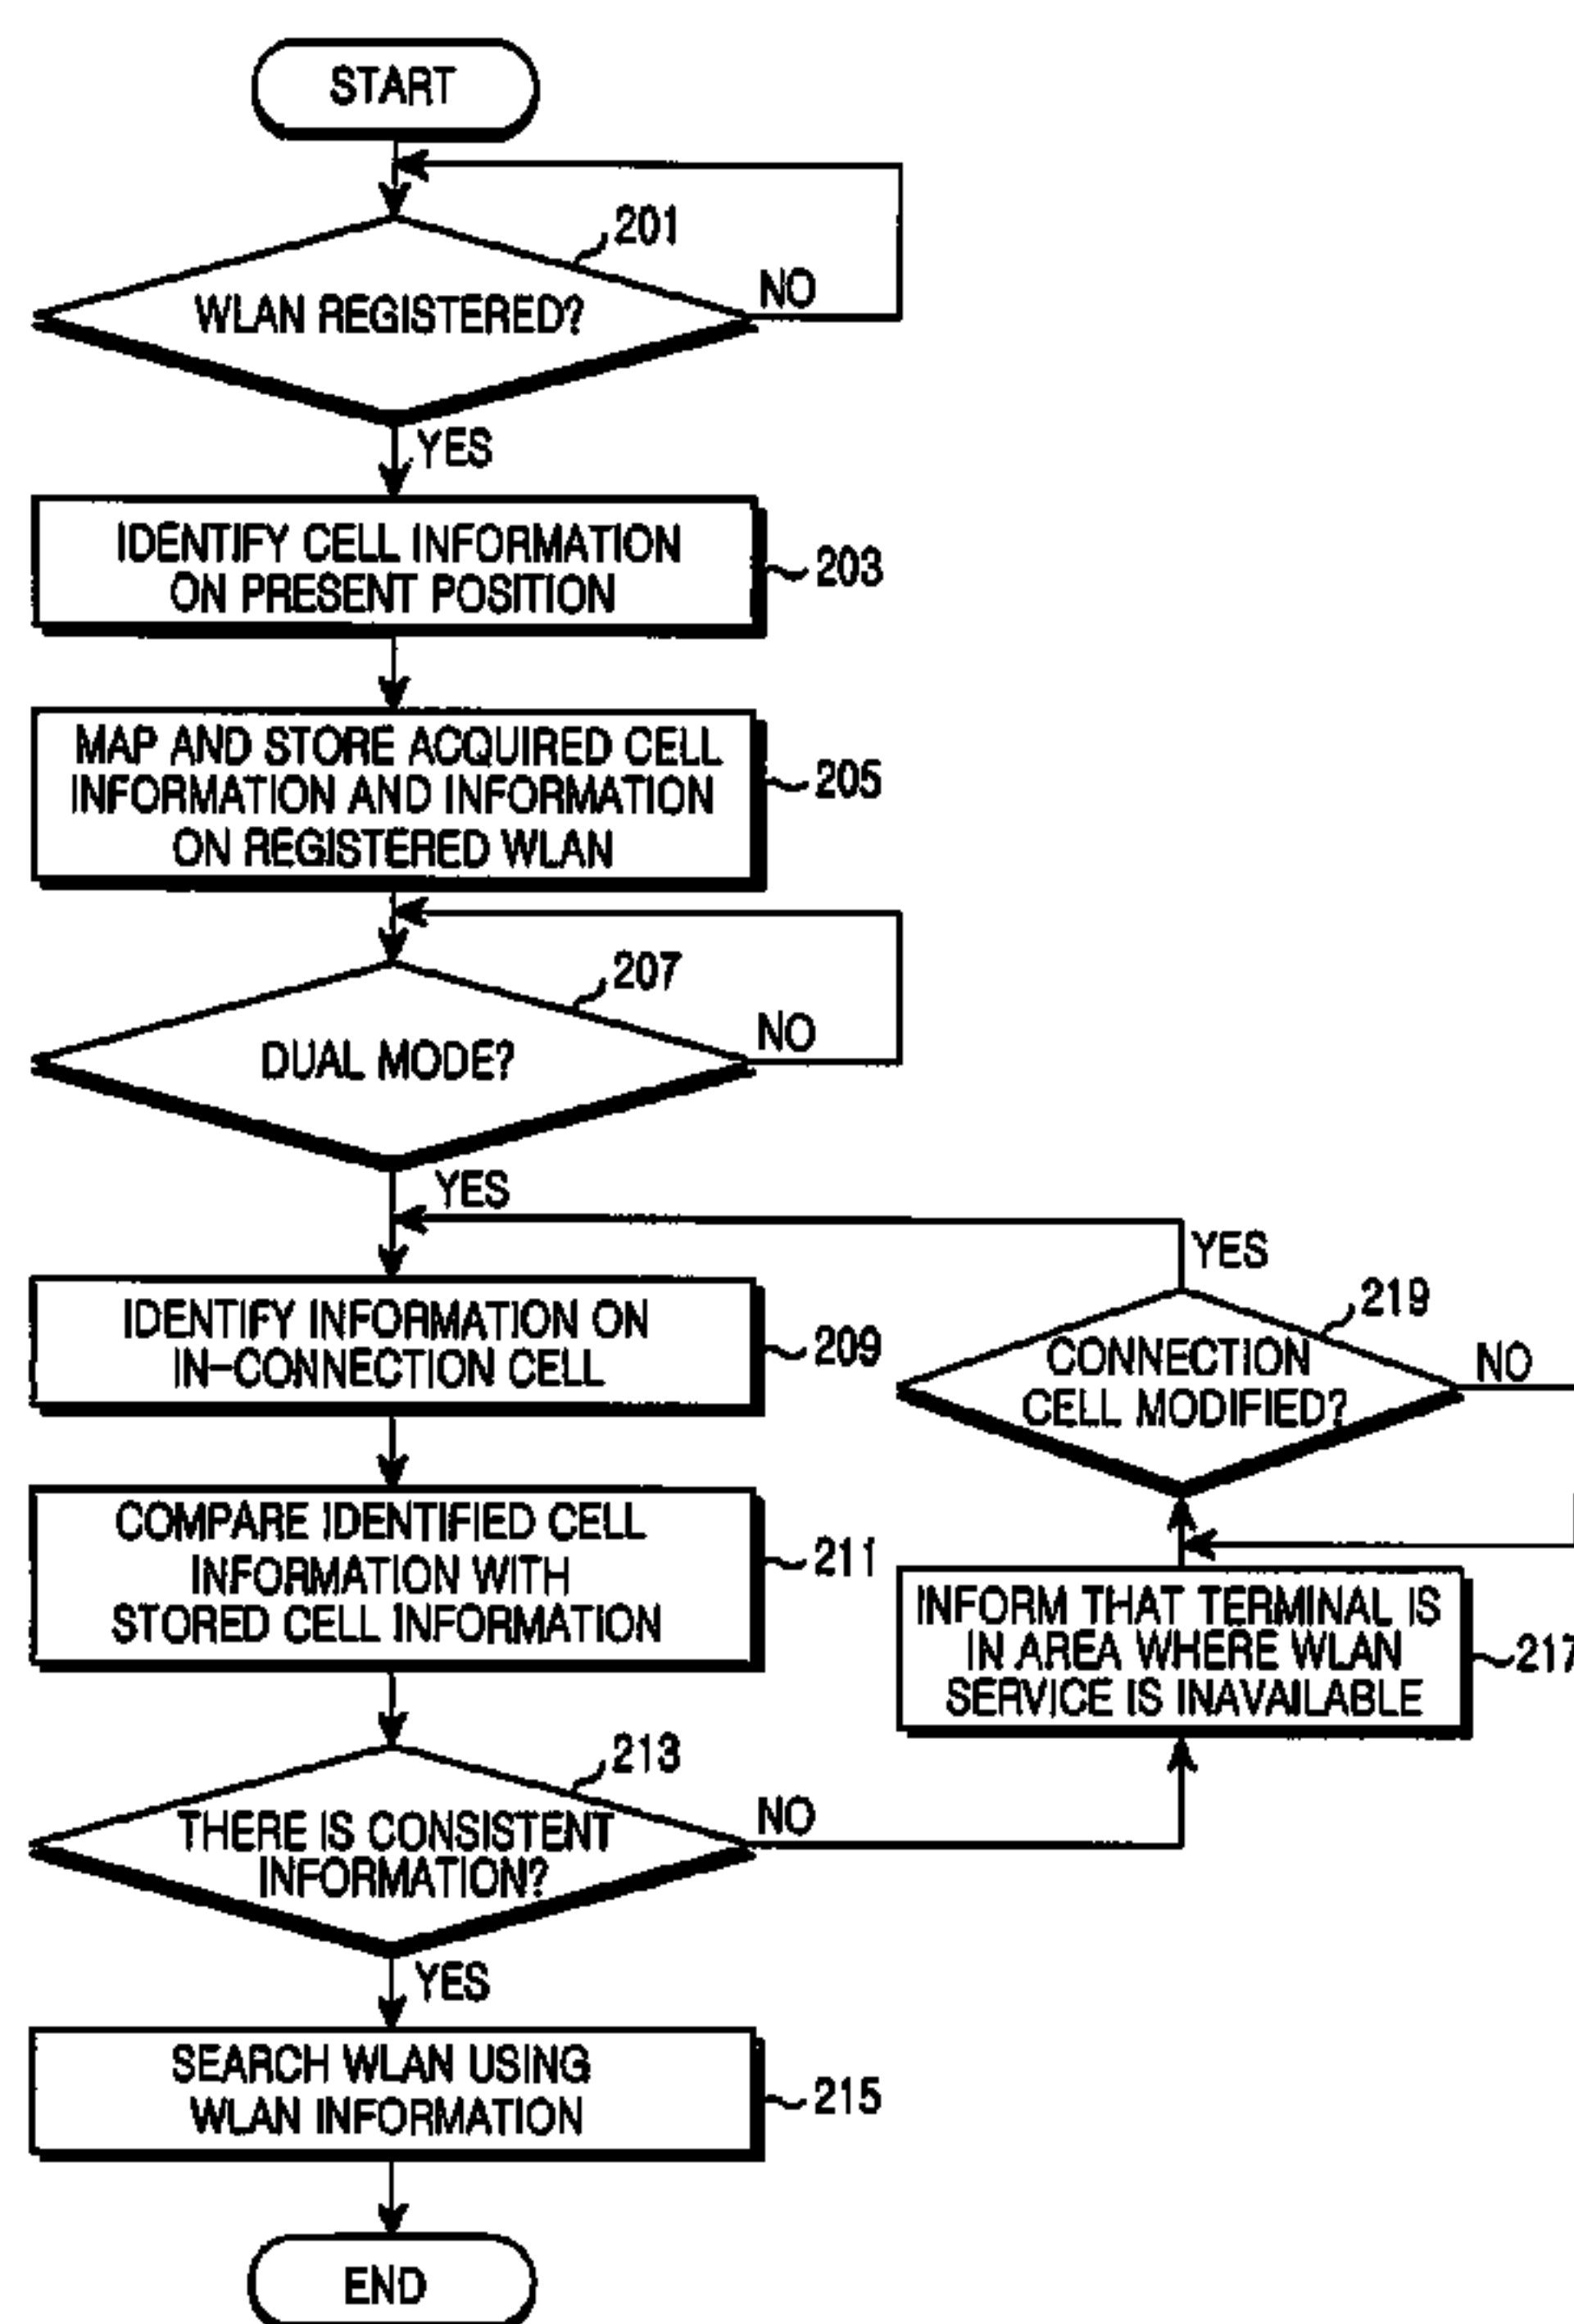 START
201
WLAN REGISTERED?
NO
YES
IDENTIFY CELL INFORMATION
ON PRESENT POSITION
203
MAP AND STORE ACQUIRED CELL
INFORMATION AND INFORMATION
ON REGISTERED WLAN
205
207
DUAL MODE?
NO
YES
IDENTIFY INFORMATION ON
IN-CONNECTION CELL
209
COMPARE IDENTIFIED CELL
INFORMATION WITH
STORED CELL INFORMATION
211
213
THERE IS CONSISTENT
INFORMATION?
NO
YES
SEARCH WLAN USING
WLAN INFORMATION
215
END
YES
219
CONNECTION
CELL MODIFIED?
NO
INFORM THAT TERMINAL IS
IN AREA WHERE WLAN
SERVICE IS INAVAILABLE
217